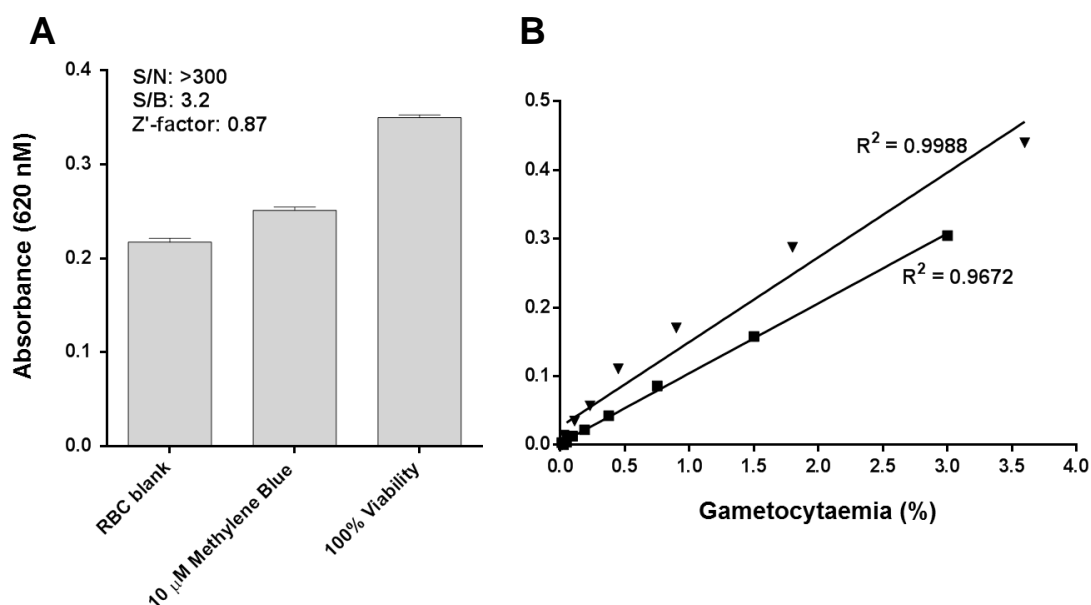 A
S/N: >300
S/B: 3.2
Z'-factor: 0.87
Absorbance (620 nM)
0.4
0.3
0.2
0.1
0.0
RBC blank
10 μM Methylene Blue
100% Viability
B
0.5
0.4
0.3
0.2
0.1
0.0
R² = 0.9988
R² = 0.9672
0.0 0.5 1.0 1.5 2.0 2.5 3.0 3.5 4.0
Gametocytaemia (%)